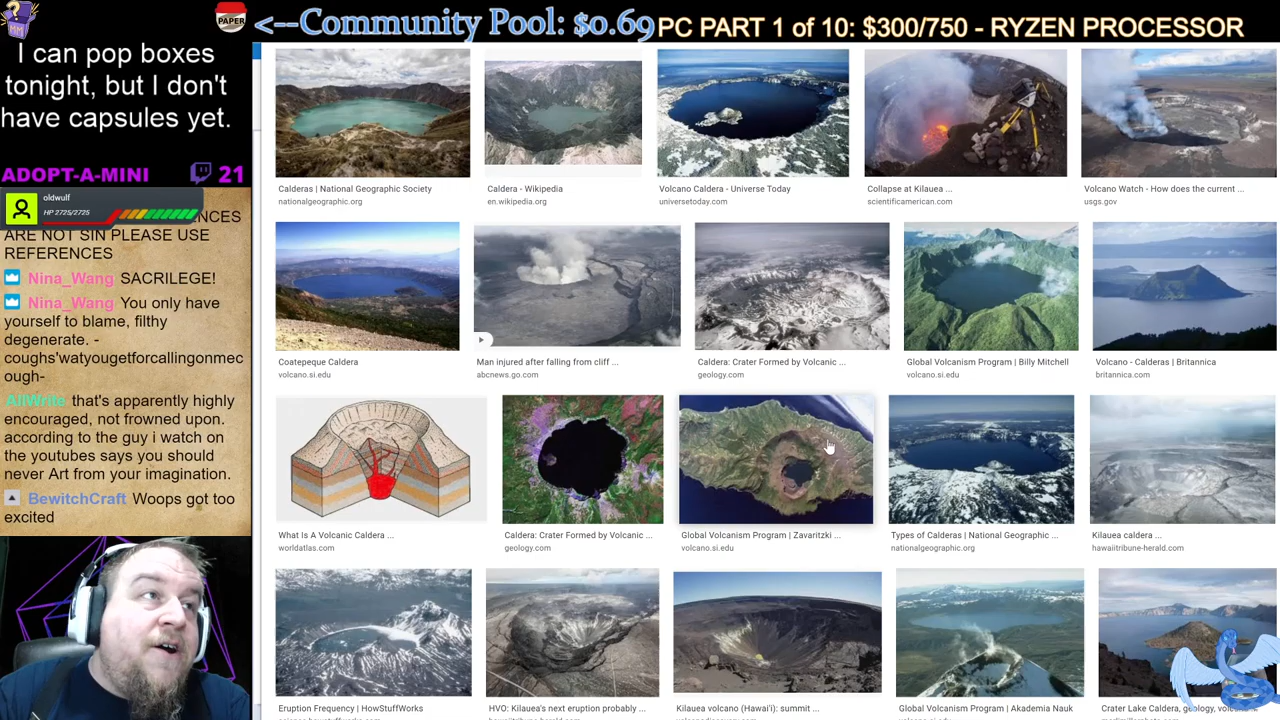 PAPER
<--Community Pool: $0.69
PC PART 1 of 10: $300/750 - RYZEN PROCESSOR
I can pop boxes
tonight, but I don't
have capsules yet.
ADOPT-A-MINI
21
oldwulf
HP 2725/2725
ENCES
ARE NOT SIN PLEASE USE
REFERENCES
Nina_Wang SACRILEGE!
Nina_Wang You only have
yourself to blame, filthy
degenerate. -
coughs'watyougetforcallingonmec
ough-
that's apparently highly
encouraged, not frowned upon.
according to the guy i watch on
the youtubes says you should
never Art from your imagination.
BewitchCraft Woops got too
excited
Calderas | National Geographic Society
nationalgeographic.org
Caldera - Wikipedia
en.wikipedia.org
Volcano Caldera - Universe Today
universetoday.com
Collapse at Kilauea ...
scientificamerican.com
Volcano Watch - How does the current ...
usgs.gov
Coatepeque Caldera
volcano.si.edu
Man injured after falling from cliff ...
abcnews.go.com
Caldera: Crater Formed by Volcanic ...
geology.com
Global Volcanism Program | Billy Mitchell
volcano.si.edu
Volcano - Calderas | Britannica
britannica.com
What Is A Volcanic Caldera ...
worldatlas.com
Caldera: Crater Formed by Volcanic ...
geology.com
Global Volcanism Program | Zavaritzki ...
volcano.si.edu
Types of Calderas | National Geographic ...
nationalgeographic.org
Kilauea caldera ...
hawaiitribune-herald.com
Eruption Frequency | HowStuffWorks
HVO: Kilauea's next eruption probably ...
Kilauea volcano (Hawai'i): summit ...
Global Volcanism Program | Akademia Nauk
Crater Lake Caldera, geology,